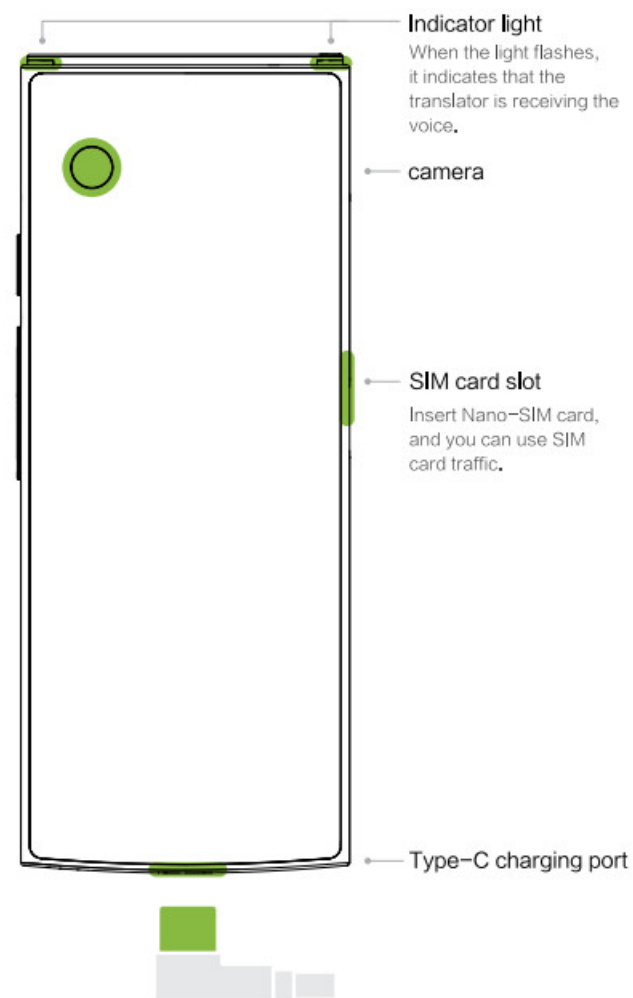 Indicator light
When the light flashes,
it indicates that the
translator is receiving the
voice.
camera
SIM card slot
Insert Nano-SIM card,
and you can use SIM
card traffic.
Type-C charging port